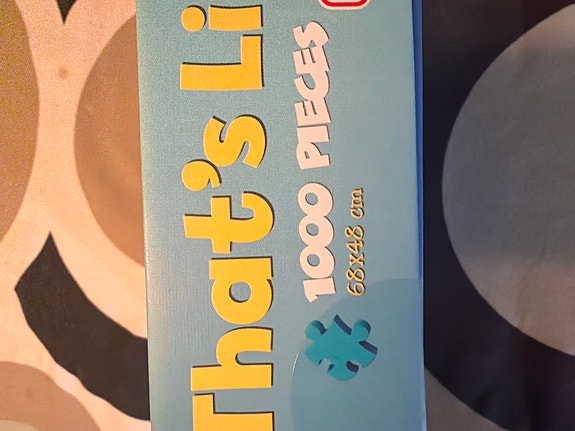 That's Li
1000 PIECES
68x48 cm